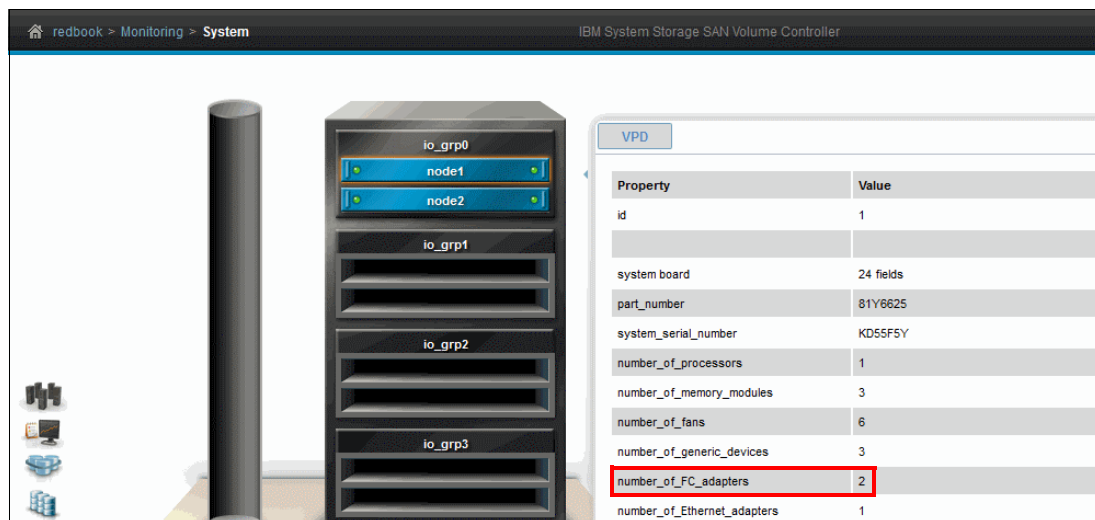 redbook > Monitoring > System
IBM System Storage SAN Volume Controller
io_grp0
node1
node2
io_grp1
io_grp2
io_grp3
VPD
Property Value
id 1
system board 24 fields
part_number 81Y6625
system_serial_number KD55F5Y
number_of_processors 1
number_of_memory_modules 3
number_of_fans 6
number_of_generic_devices 3
number_of_FC_adapters 2
number_of_Ethernet_adapters 1